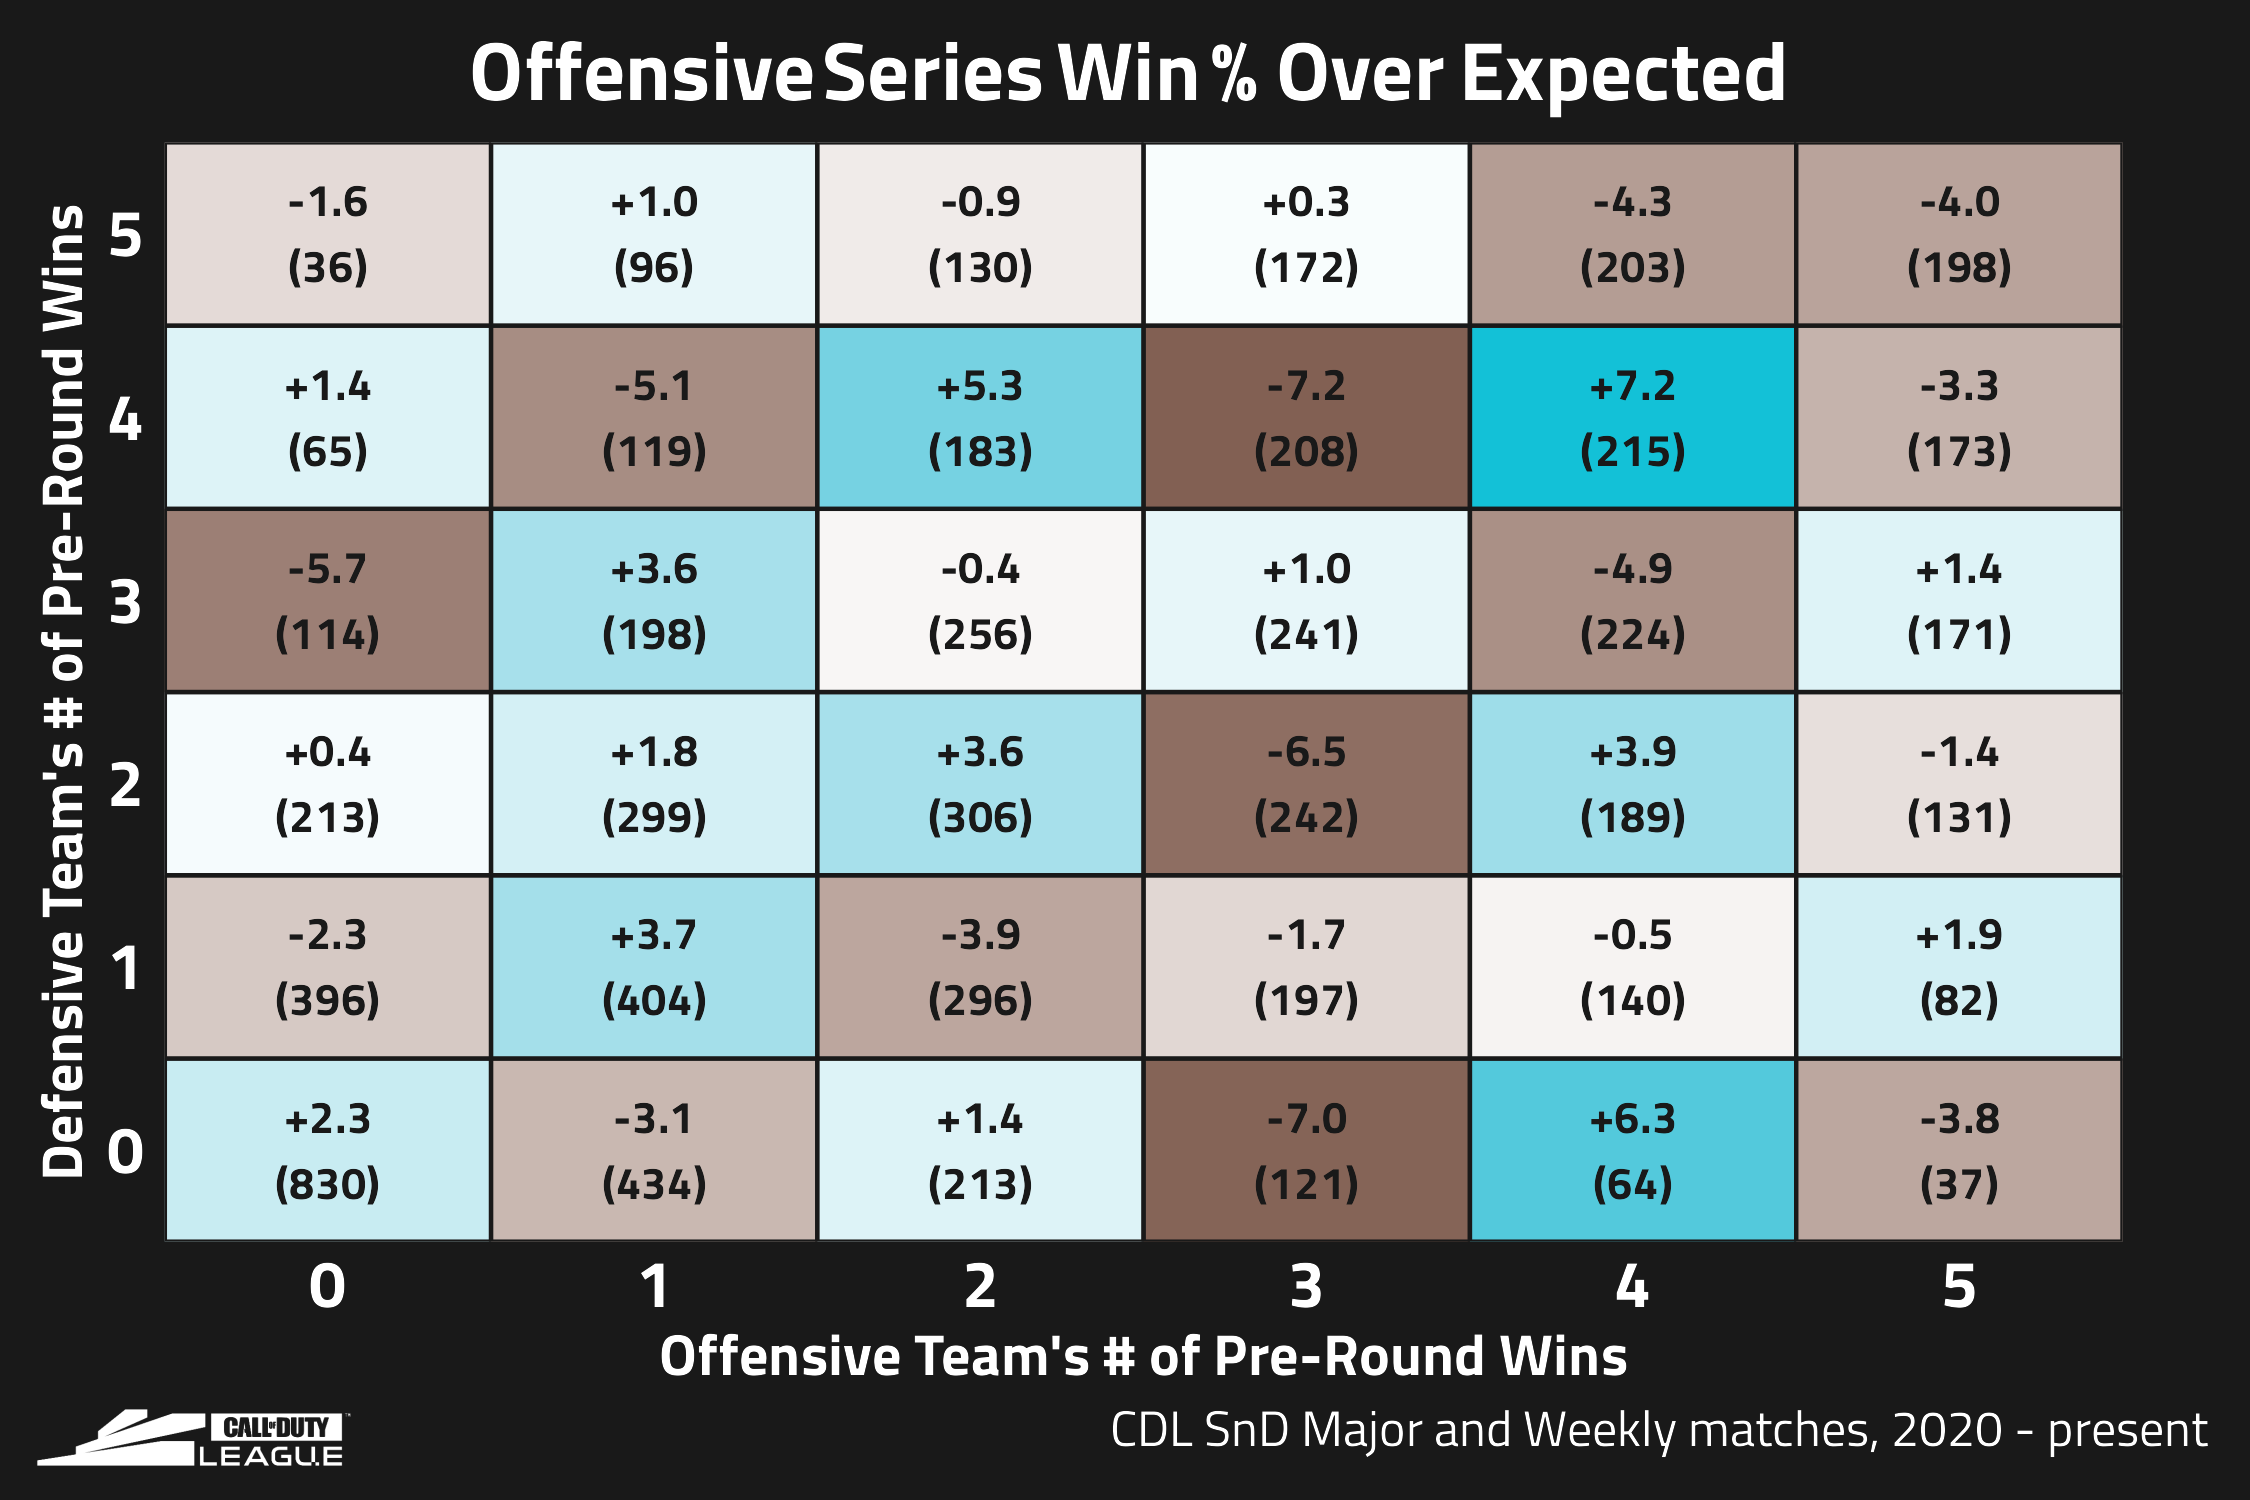 Offensive Series Win % Over Expected
Defensive Team's # of Pre-Round Wins
5 -1.6 +1.0 -0.9 +0.3 -4.3 -4.0
(36) (96) (130) (172) (203) (198)
4 +1.4 -5.1 +5.3 -7.2 +7.2 -3.3
(65) (119) (183) (208) (215) (173)
3 -5.7 +3.6 -0.4 +1.0 -4.9 +1.4
(114) (198) (256) (241) (224) (171)
2 +0.4 +1.8 +3.6 -6.5 +3.9 -1.4
(213) (299) (306) (242) (189) (131)
1 -2.3 +3.7 -3.9 -1.7 -0.5 +1.9
(396) (404) (296) (197) (140) (82)
0 +2.3 -3.1 +1.4 -7.0 +6.3 -3.8
(830) (434) (213) (121) (64) (37)
0 1 2 3 4 5
Offensive Team's # of Pre-Round Wins
CALL OF DUTY
LEAGUE
CDL SnD Major and Weekly matches, 2020 - present